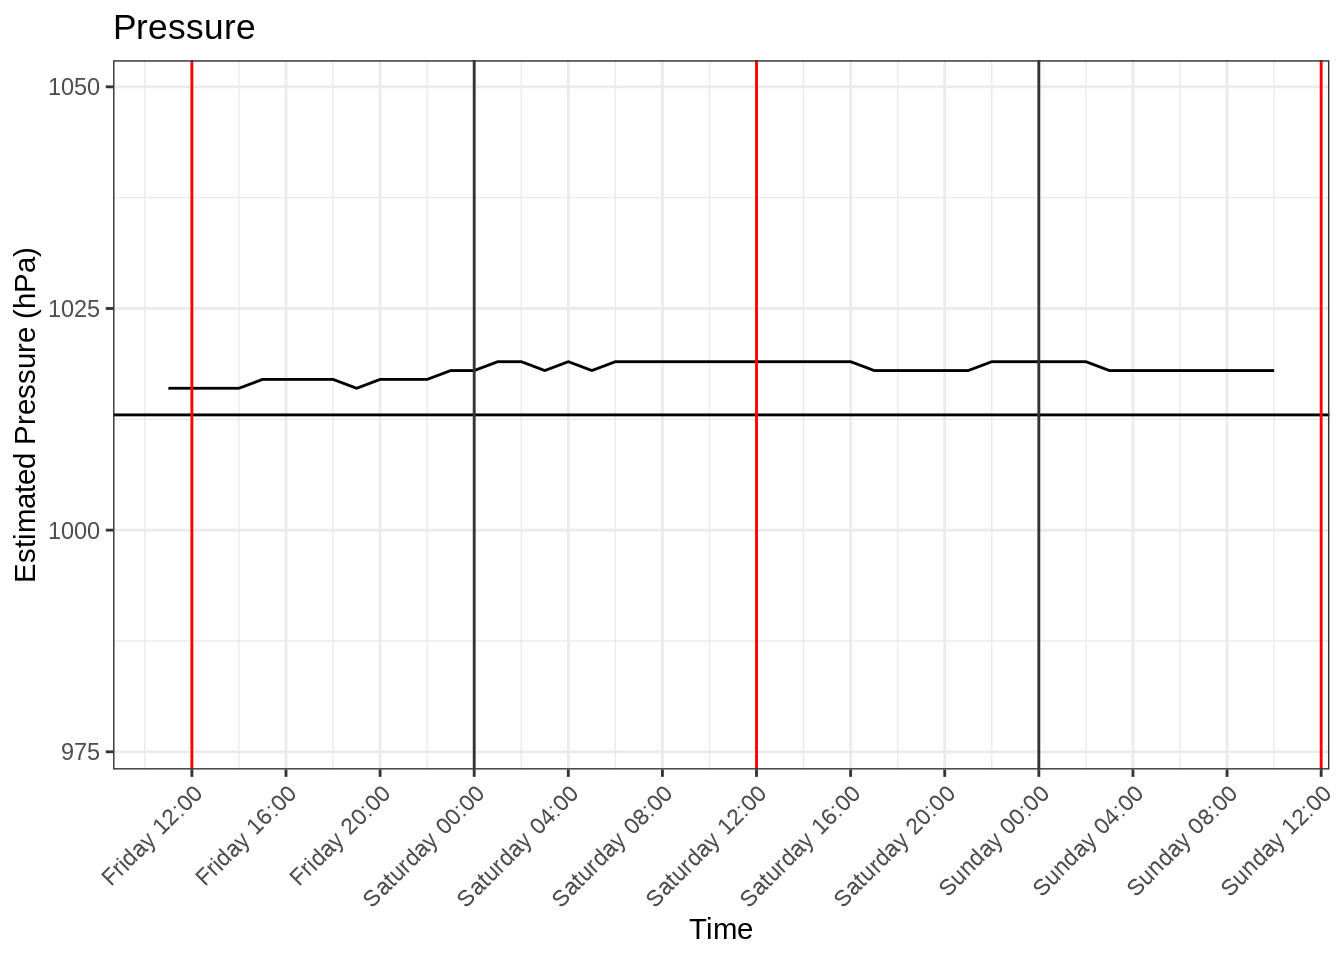 Pressure
Estimated Pressure (hPa)
1050
1025
1000
975
Friday 12:00
Friday 16:00
Friday 20:00
Saturday 00:00
Saturday 04:00
Saturday 08:00
Saturday 12:00
Saturday 16:00
Saturday 20:00
Sunday 00:00
Sunday 04:00
Sunday 08:00
Sunday 12:00
Time